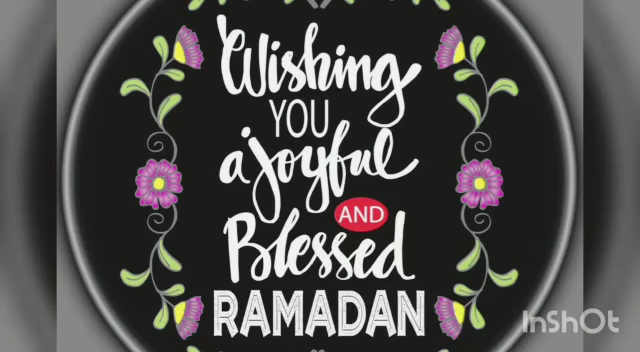 Wishing
YOU
a joyful
AND
Blessed
RAMADAN
InShOt